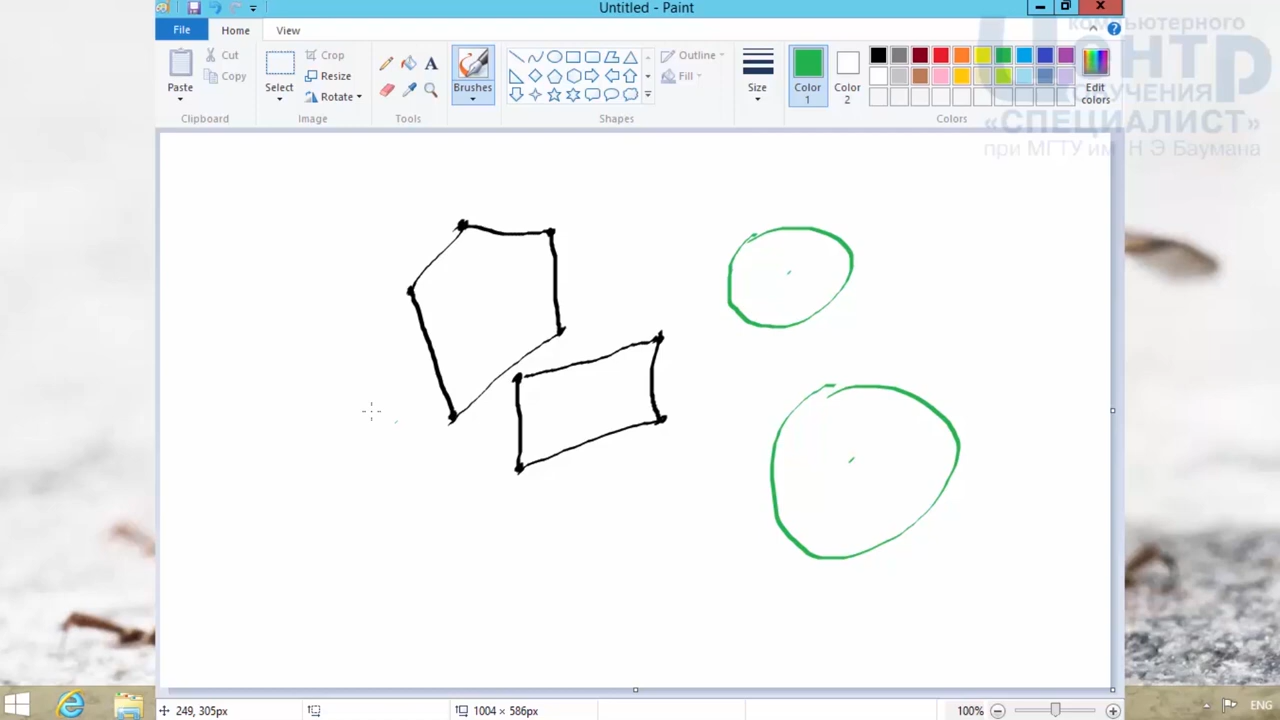 Untitled - Paint
File
Home
View
Paste
Cut
Copy
Clipboard
Select
Crop
Resize
Rotate
Image
Tools
Brushes
Shapes
Outline
Fill
Size
Color 1
Color 2
Edit colors
Colors
компьютерного
Центр
обучения
«СПЕЦИАЛИСТ»
при МГТУ им. Н Э Баумана
249, 305px
1004 × 586px
100%
ENG